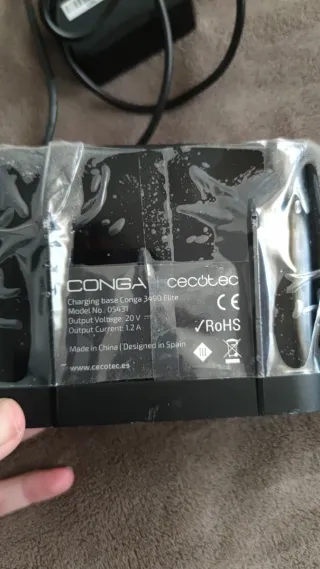 CONGA cecotec
Charging base Conga 3490 Elite
Model No.: 05431
Output Voltage: 20 V
Output Current: 1.2 A
CE
✓RoHS
Made in China | Designed in Spain
www.cecotec.es